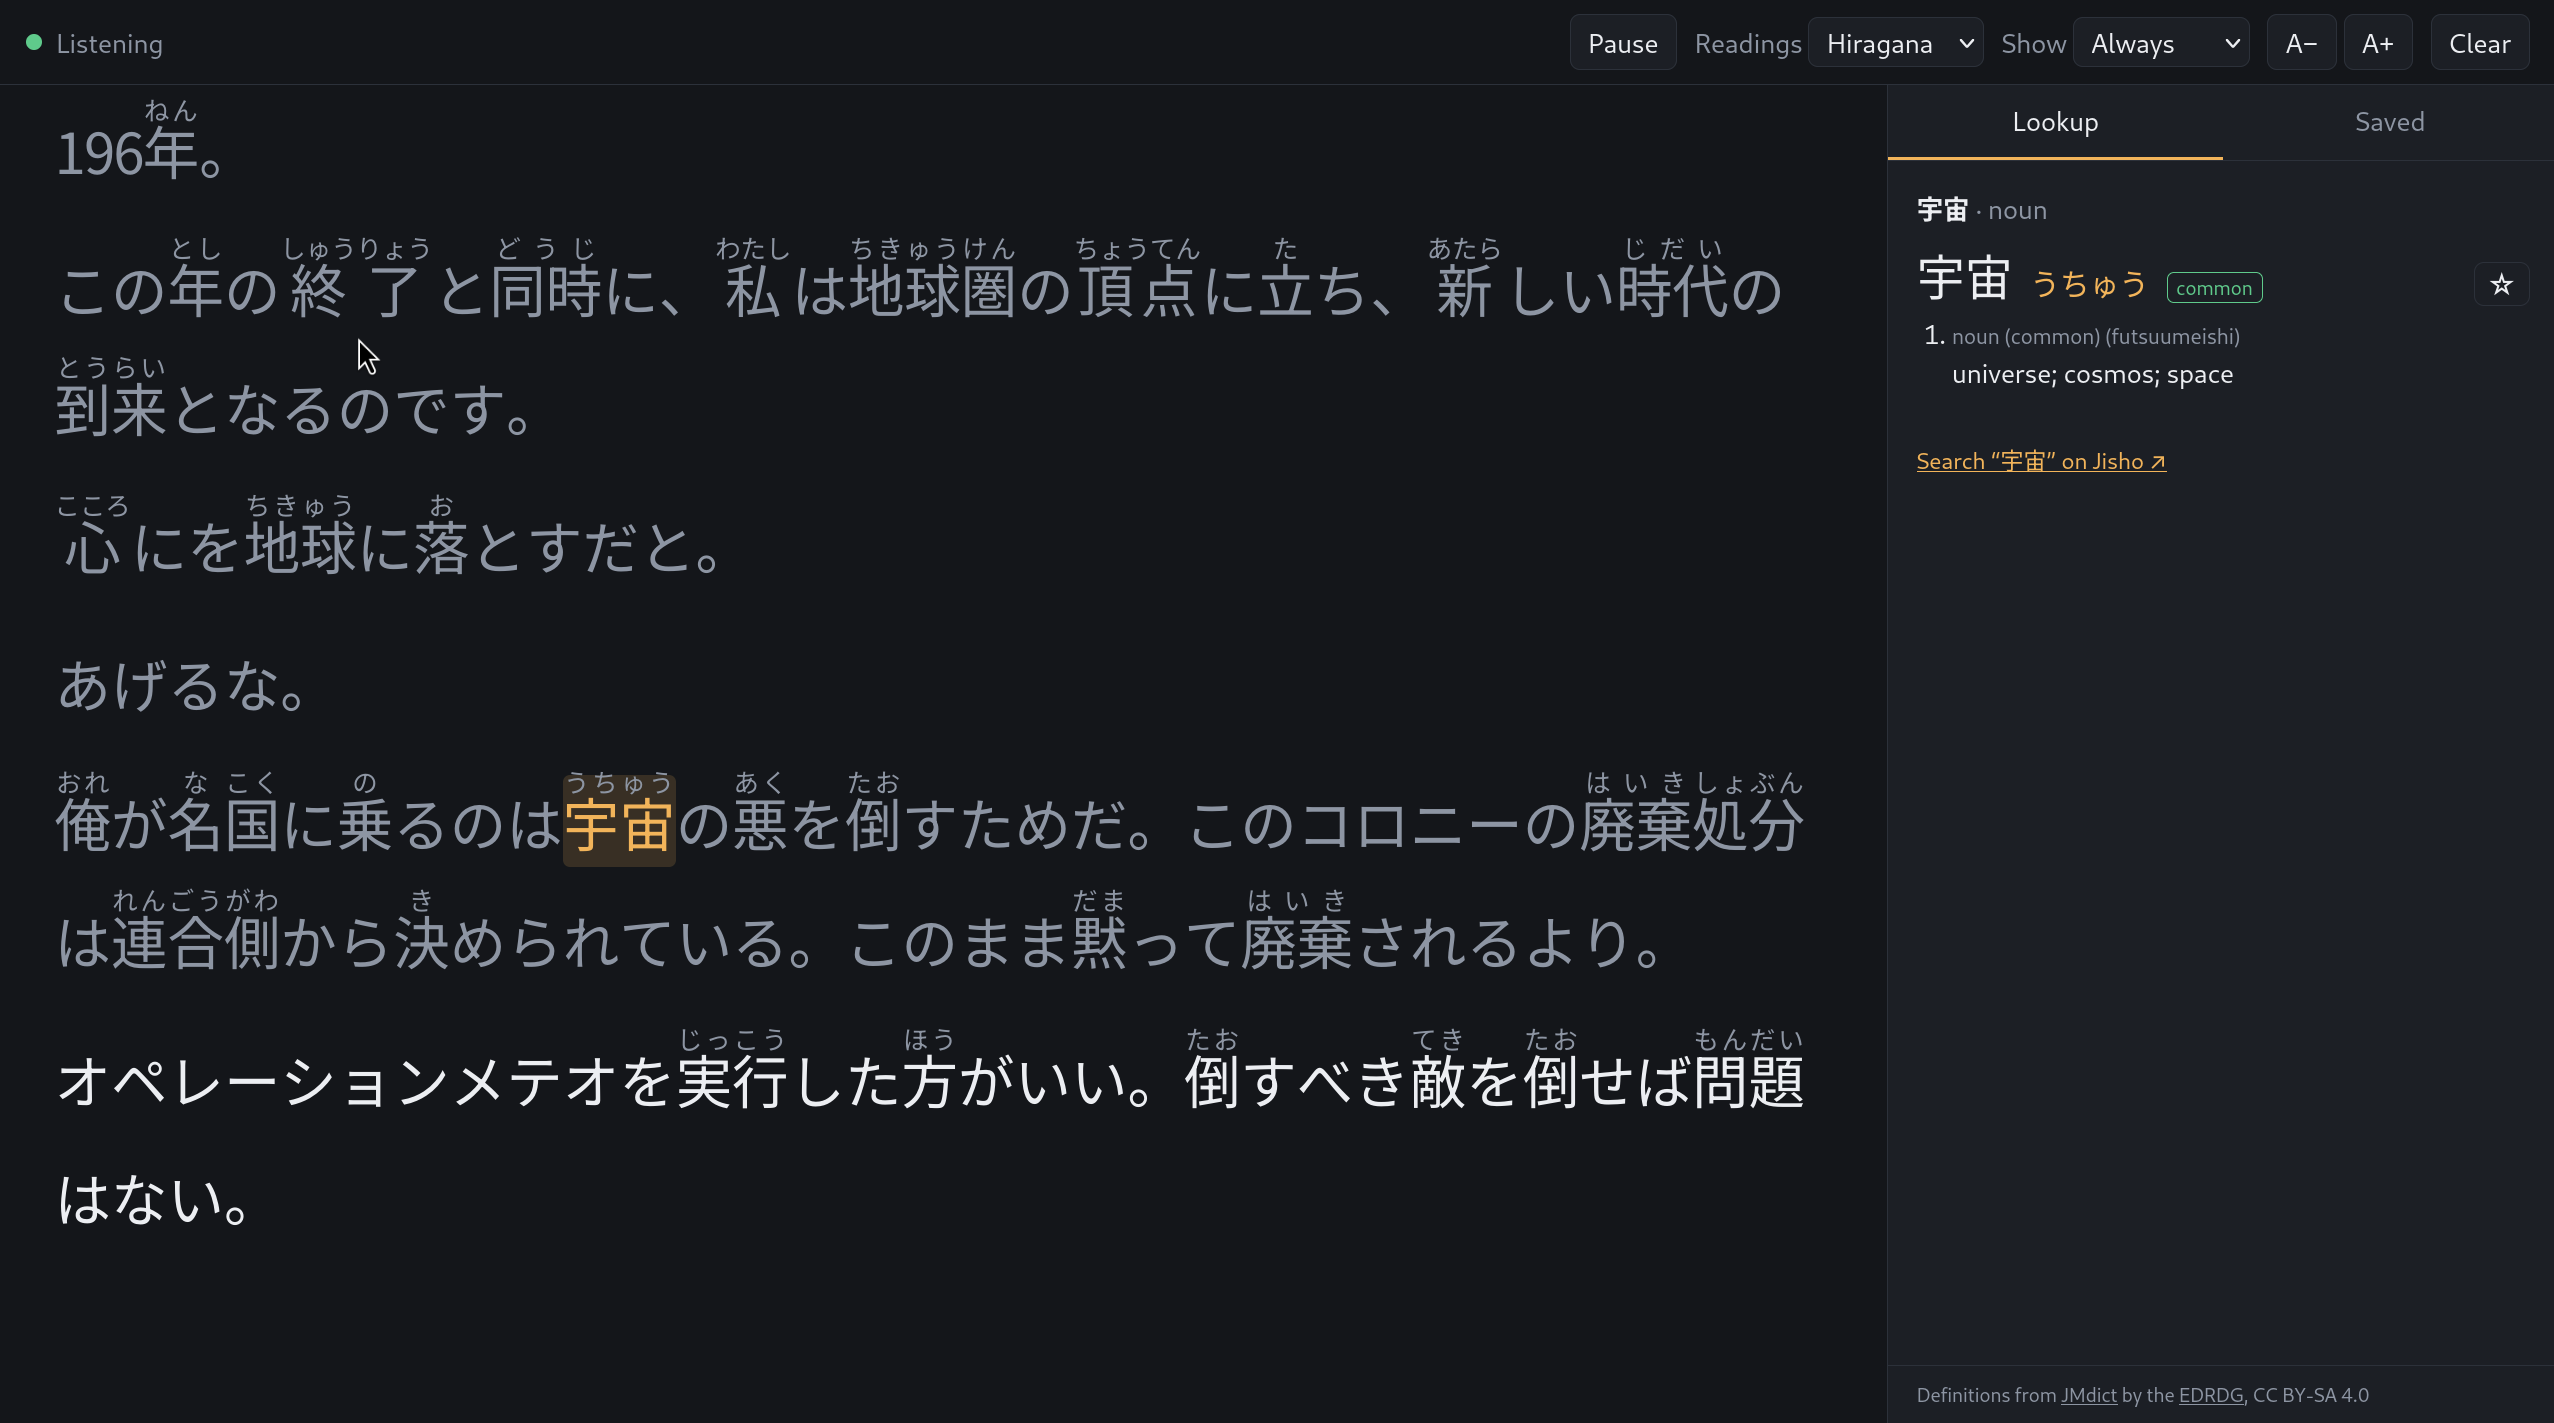 Listening
Pause Readings Hiragana Show Always A− A+ Clear
ねん
196年。
とし しゅうりょう どうじ わたし ちきゅうけん ちょうてん た あたら じだい
この年の終了と同時に、私は地球圏の頂点に立ち、新しい時代の
とうらい
到来となるのです。
こころ ちきゅう お
心にを地球に落とすだと。
あげるな。
おれ な こく の うちゅう あく たお はいきしょぶん
俺が名国に乗るのは宇宙の悪を倒すためだ。このコロニーの廃棄処分
れんごうがわ き だま はいき
は連合側から決められている。このまま黙って廃棄されるより。
じっこう ほう たお てき たお もんだい
オペレーションメテオを実行した方がいい。倒すべき敵を倒せば問題
はない。
Lookup Saved
宇宙 · noun
宇宙 うちゅう common ☆
1. noun (common) (futsuumeishi)
universe; cosmos; space
Search “宇宙” on Jisho ↗
Definitions from JMdict by the EDRDG, CC BY-SA 4.0